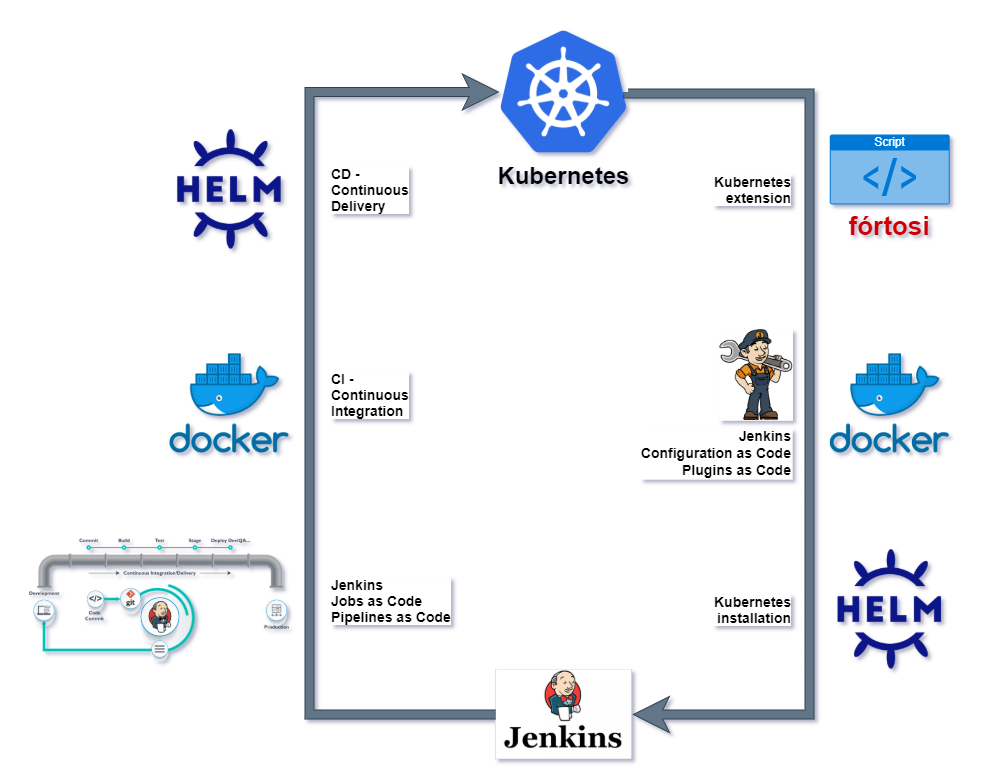 Kubernetes
HELM
CD -
Continuous
Delivery
Kubernetes
extension
Script
</>
fórtosi
docker
CI -
Continuous
Integration
Jenkins
Configuration as Code
Plugins as Code
docker
Commit
Build
Test
Stage
Deploy Dev/QA...
Continuous Integration/Delivery
Development
</>
Code
Commit
git
Production
Jenkins
Jobs as Code
Pipelines as Code
Kubernetes
installation
HELM
Jenkins